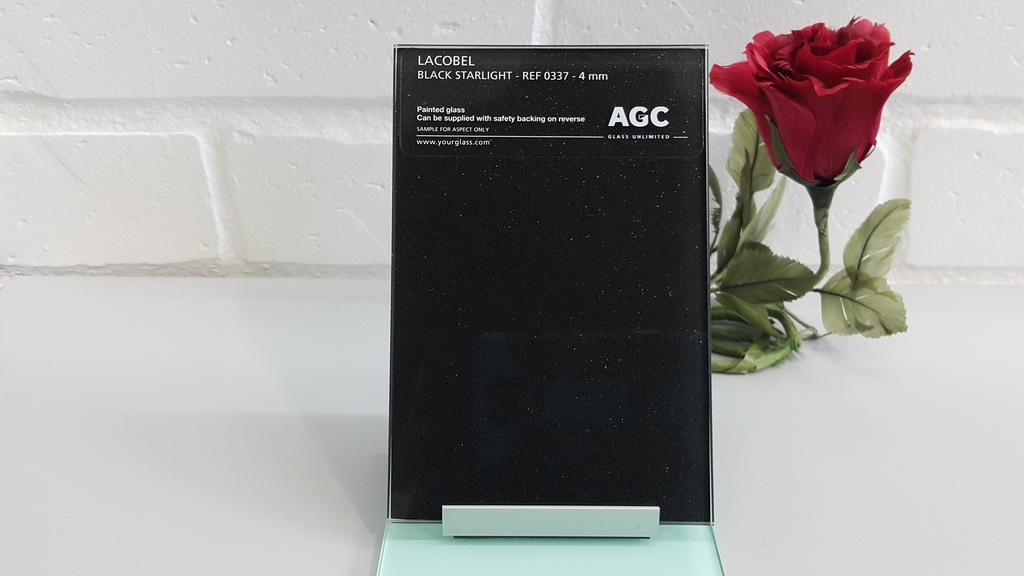 LACOBEL
BLACK STARLIGHT - REF 0337 - 4 mm
Painted glass
Can be supplied with safety backing on reverse
SAMPLE FOR ASPECT ONLY
www.yourglass.com
AGC
GLASS UNLIMITED